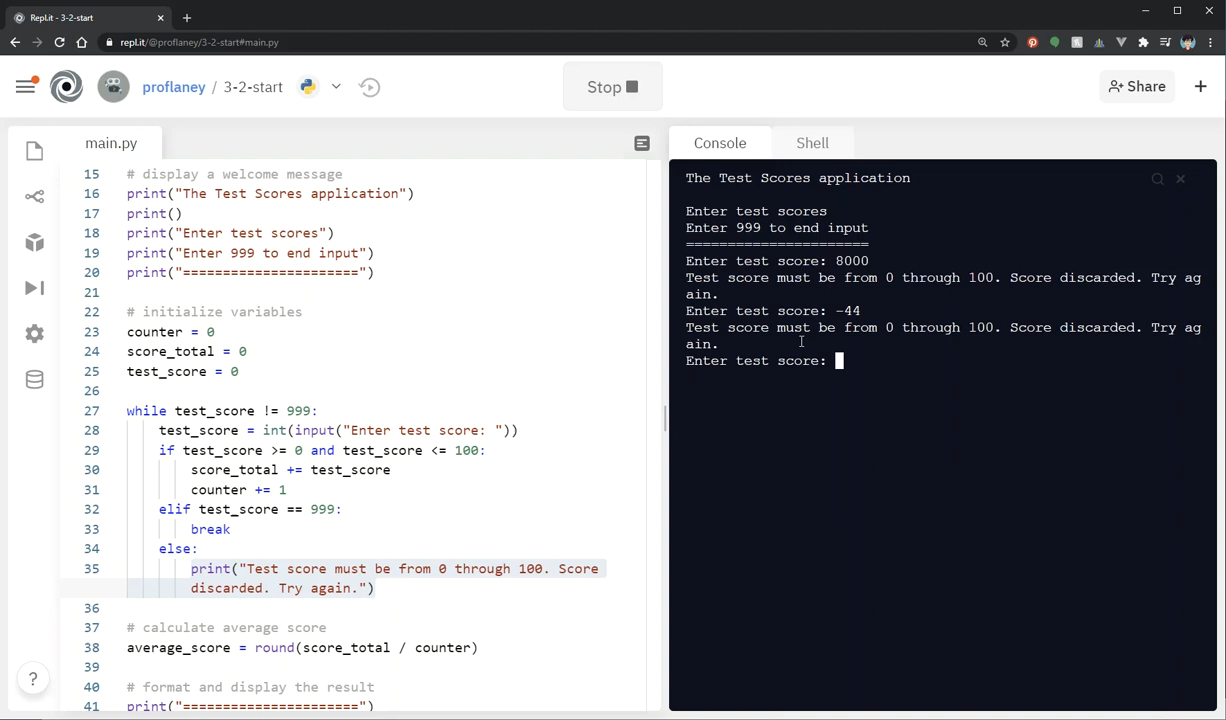 Repl.it - 3-2-start
repl.it/@proflaney/3-2-start#main.py
proflaney / 3-2-start
Stop
Share
main.py
Console
Shell
15 # display a welcome message
16 print("The Test Scores application")
17 print()
18 print("Enter test scores")
19 print("Enter 999 to end input")
20 print("======================")
21
22 # initialize variables
23 counter = 0
24 score_total = 0
25 test_score = 0
26
27 while test_score != 999:
28 test_score = int(input("Enter test score: "))
29 if test_score >= 0 and test_score <= 100:
30 score_total += test_score
31 counter += 1
32 elif test_score == 999:
33 break
34 else:
35 print("Test score must be from 0 through 100. Score
discarded. Try again.")
36
37 # calculate average score
38 average_score = round(score_total / counter)
39
40 # format and display the result
41 print("======================")
The Test Scores application
Enter test scores
Enter 999 to end input
======================
Enter test score: 8000
Test score must be from 0 through 100. Score discarded. Try ag
ain.
Enter test score: -44
Test score must be from 0 through 100. Score discarded. Try ag
ain.
Enter test score:
?